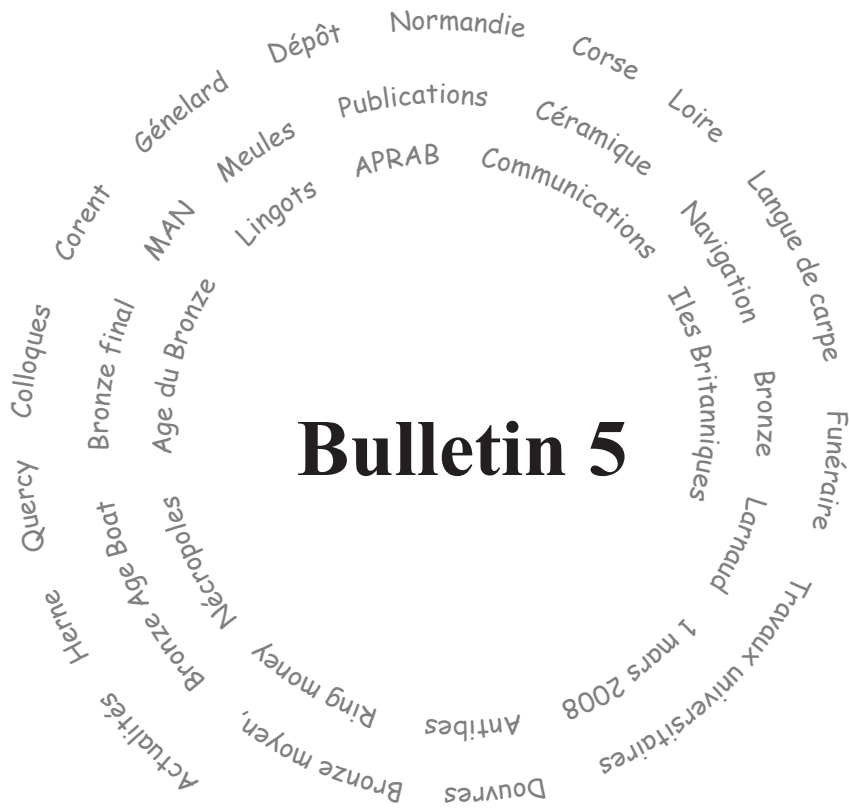 Normandie
Corse
Loire
Langue de carpe
Funéraire
Travaux universitaires
Douvres
Bronze moyen,
Actualités
Herne
Quercy
Colloques
Corent
Génelard
Dépôt
Publications
Céramique
Navigation
Bronze
Larnaud
1 mars 2008
Antibes
Ring money
Bronze Age Boat
Bronze final
MAN
Meules
APRAB
Communications
Iles Britanniques
Nécropoles
Age du Bronze
Lingots
Bulletin 5